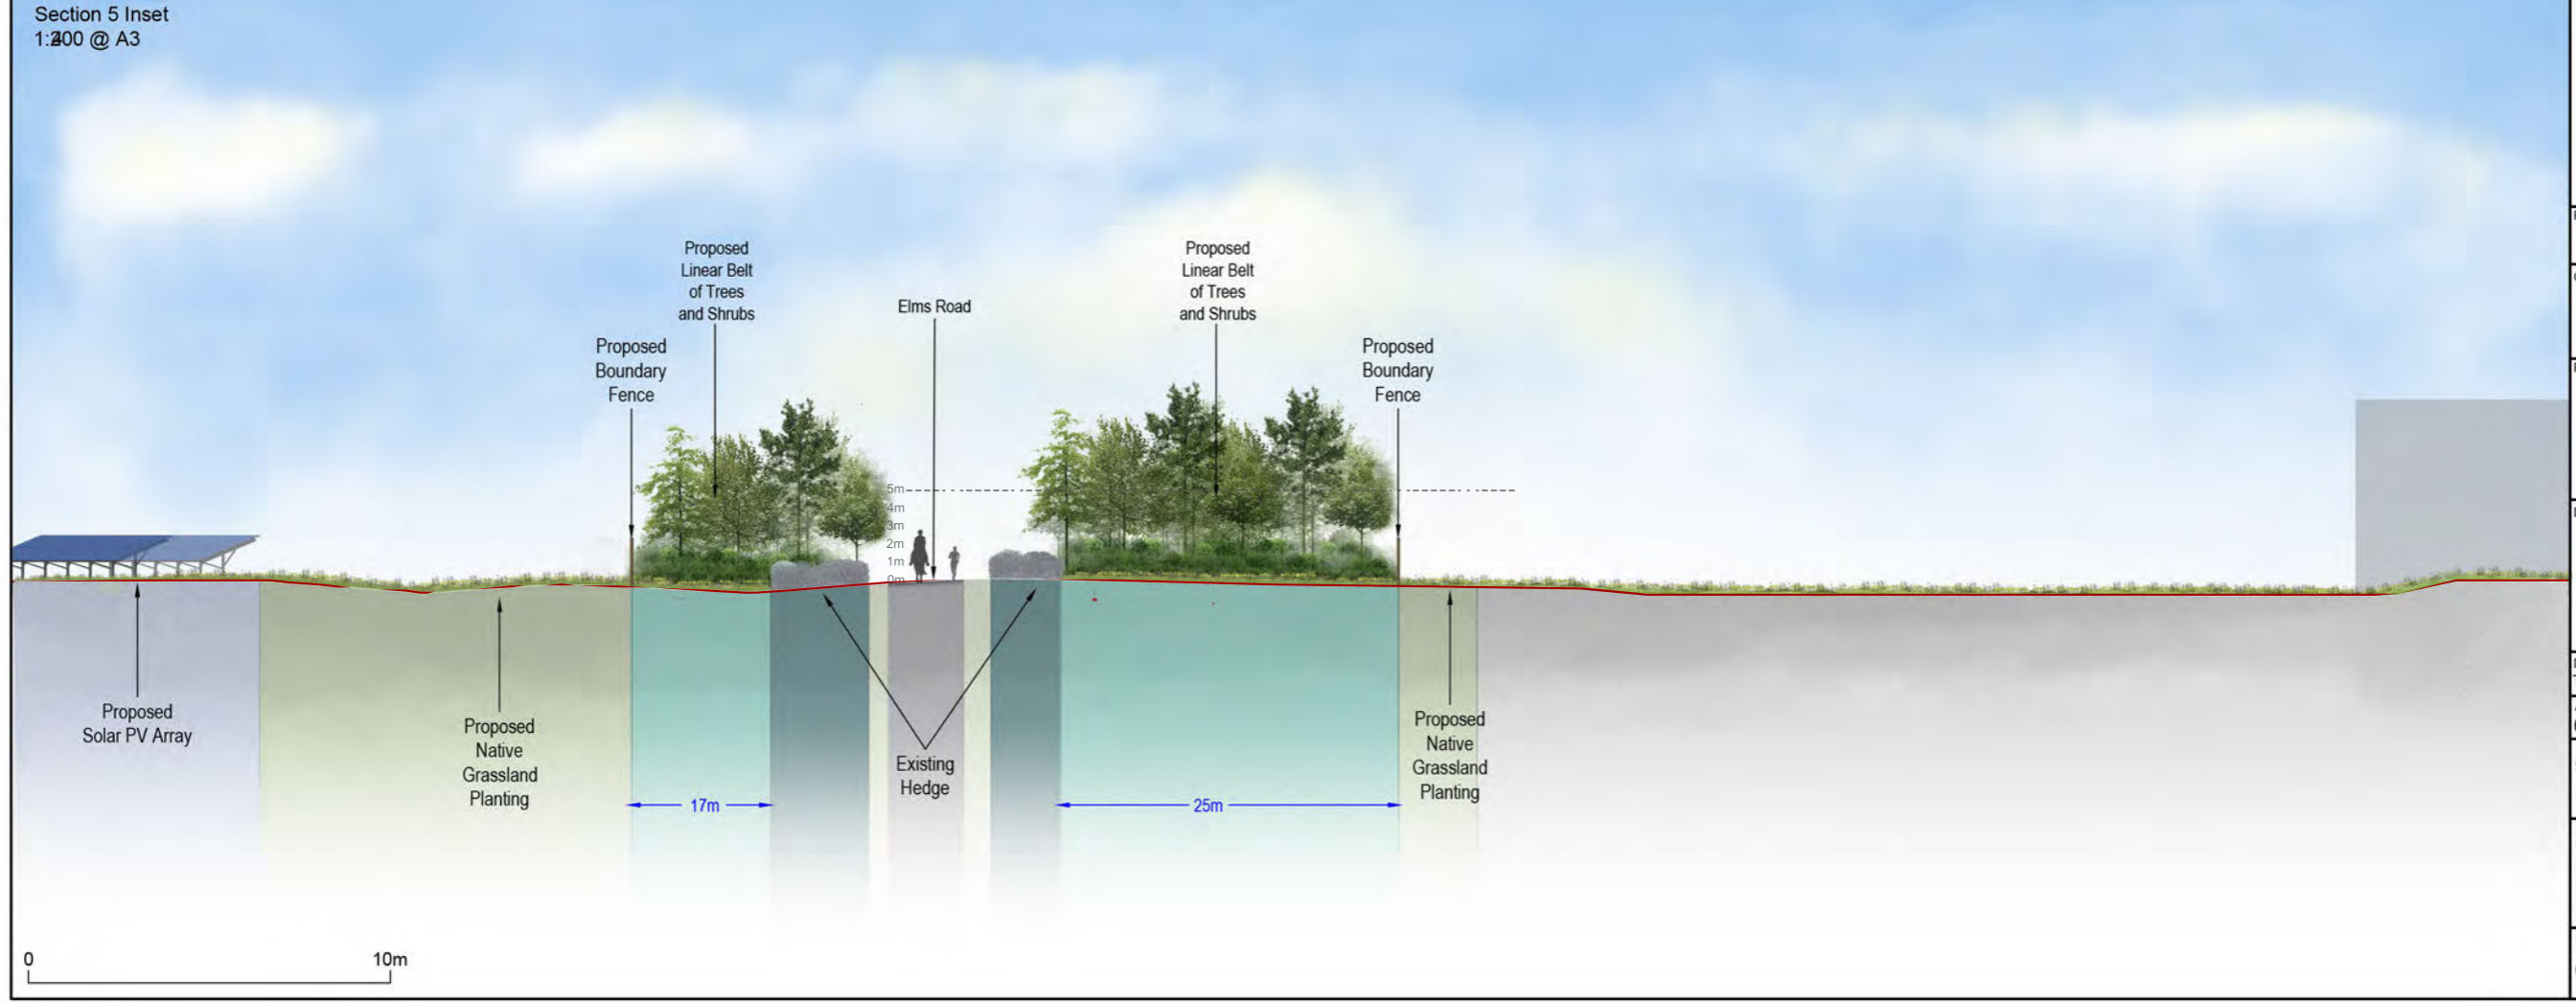 Section 5 Inset
@ A3
Proposed
Linear Belt
of Trees
and Shrubs
Proposed
Linear Belt
of Trees
and Shrubs
Elms Road
Proposed
Boundary
Fence
Proposed
Boundary
Fence
5m
4m
3m
2m
1m
0m
Proposed
Solar PV Array
Proposed
Native
Grassland
Planting
Existing
Hedge
Proposed
Native
Grassland
Planting
17m
25m
0
10m